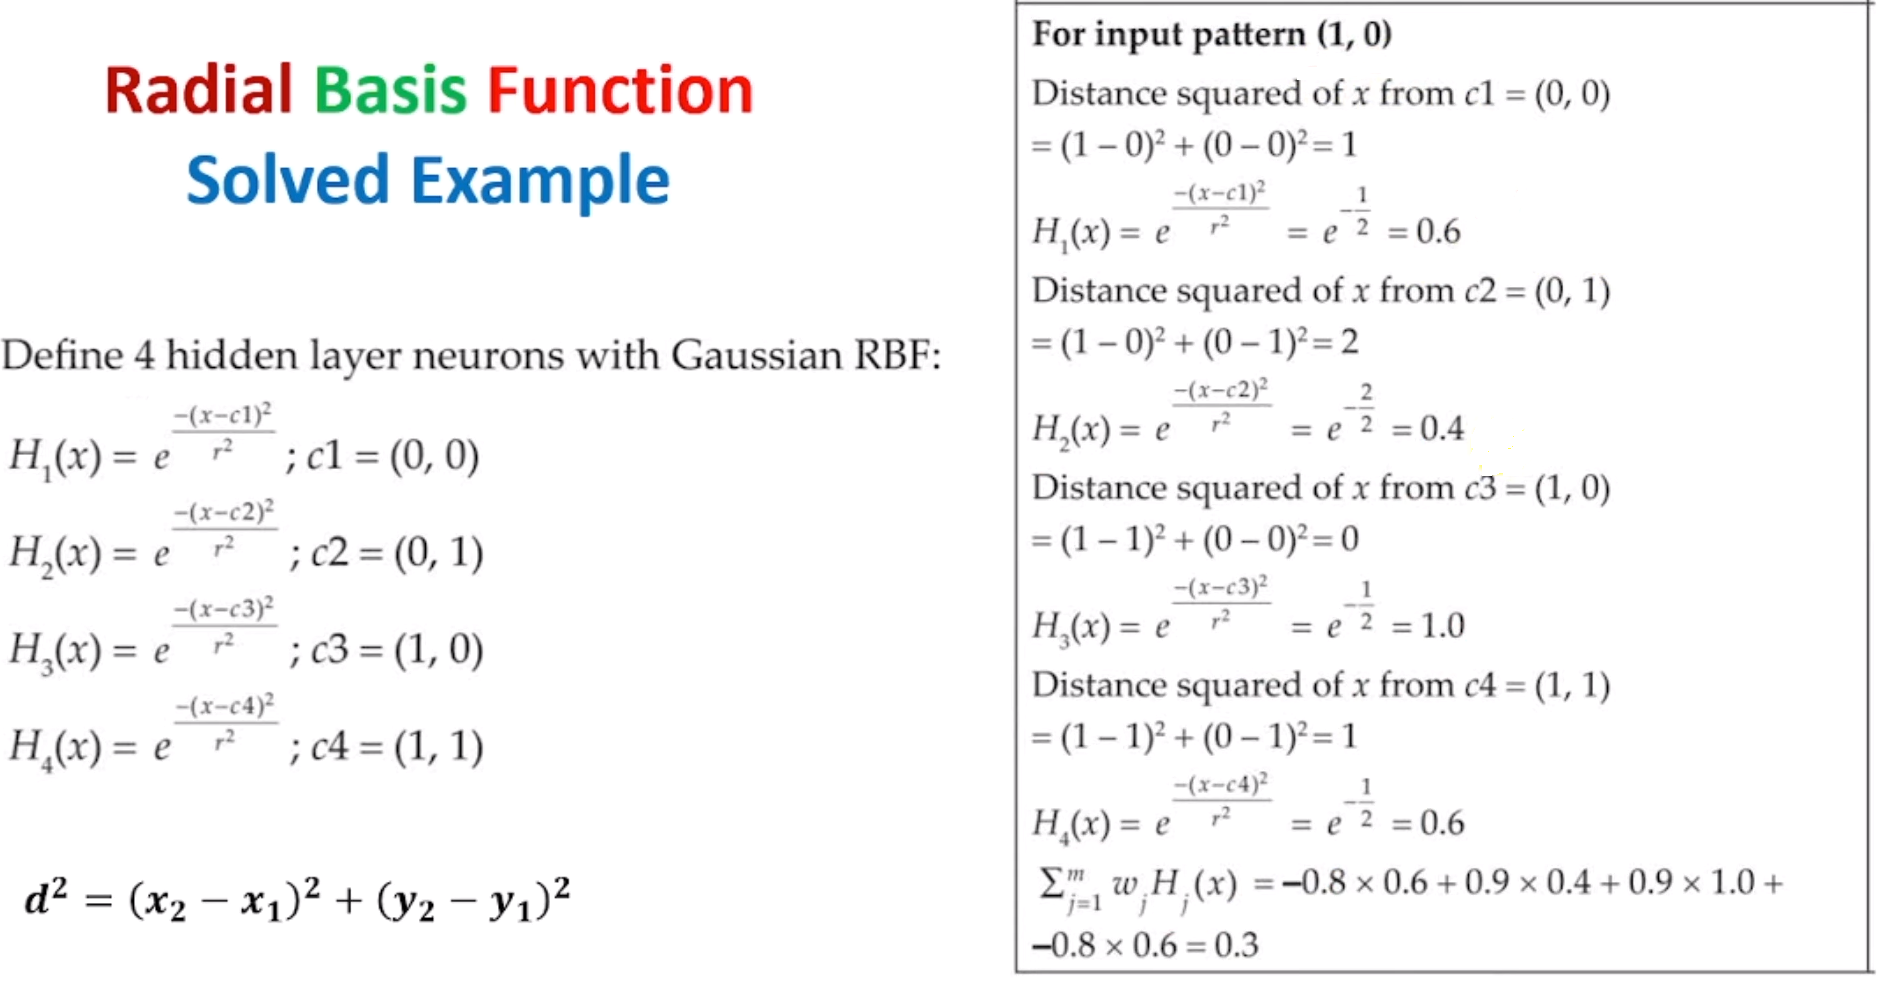 Radial Basis Function
Solved Example
Define 4 hidden layer neurons with Gaussian RBF:
H₁(x) = e^(−(x−c1)²/r²) ; c1 = (0, 0)
H₂(x) = e^(−(x−c2)²/r²) ; c2 = (0, 1)
H₃(x) = e^(−(x−c3)²/r²) ; c3 = (1, 0)
H₄(x) = e^(−(x−c4)²/r²) ; c4 = (1, 1)
d² = (x₂ − x₁)² + (y₂ − y₁)²
For input pattern (1, 0)
Distance squared of x from c1 = (0, 0)
= (1 – 0)² + (0 – 0)² = 1
H₁(x) = e^(−(x−c1)²/r²) = e^(−1/2) = 0.6
Distance squared of x from c2 = (0, 1)
= (1 – 0)² + (0 – 1)² = 2
H₂(x) = e^(−(x−c2)²/r²) = e^(−2/2) = 0.4
Distance squared of x from c3 = (1, 0)
= (1 – 1)² + (0 – 0)² = 0
H₃(x) = e^(−(x−c3)²/r²) = e^(−1/2) = 1.0
Distance squared of x from c4 = (1, 1)
= (1 – 1)² + (0 – 1)² = 1
H₄(x) = e^(−(x−c4)²/r²) = e^(−1/2) = 0.6
∑ᵐⱼ₌₁ wⱼHⱼ(x) = –0.8 × 0.6 + 0.9 × 0.4 + 0.9 × 1.0 +
–0.8 × 0.6 = 0.3